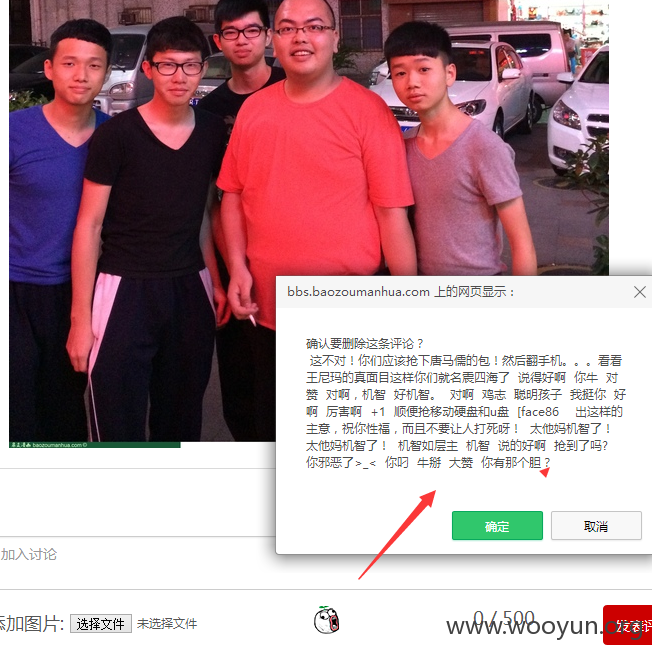 暴走漫画 baozoumanhua.com ©
bbs.baozoumanhua.com 上的网页显示：
确认要删除这条评论？
这不对！你们应该抢下唐马儒的包！然后翻手机。。。看看
王尼玛的真面目这样你们就名震四海了 说得好啊 你牛 对
赞 对啊，机智 好机智。 对啊 鸡志 聪明孩子 我挺你 好
啊 厉害啊 +1 顺便抢移动硬盘和u盘 [face86 出这样的
主意，祝你性福，而且不要让人打死呀！ 太他妈机智了！
太他妈机智了！ 机智如层主 机智 说的好啊 抢到了吗?
你邪恶了>_< 你叼 牛掰 大赞 你有那个胆？
确定 取消
加入讨论
添加图片: 选择文件 未选择文件
0 / 500
发表评
www.wooyun.org